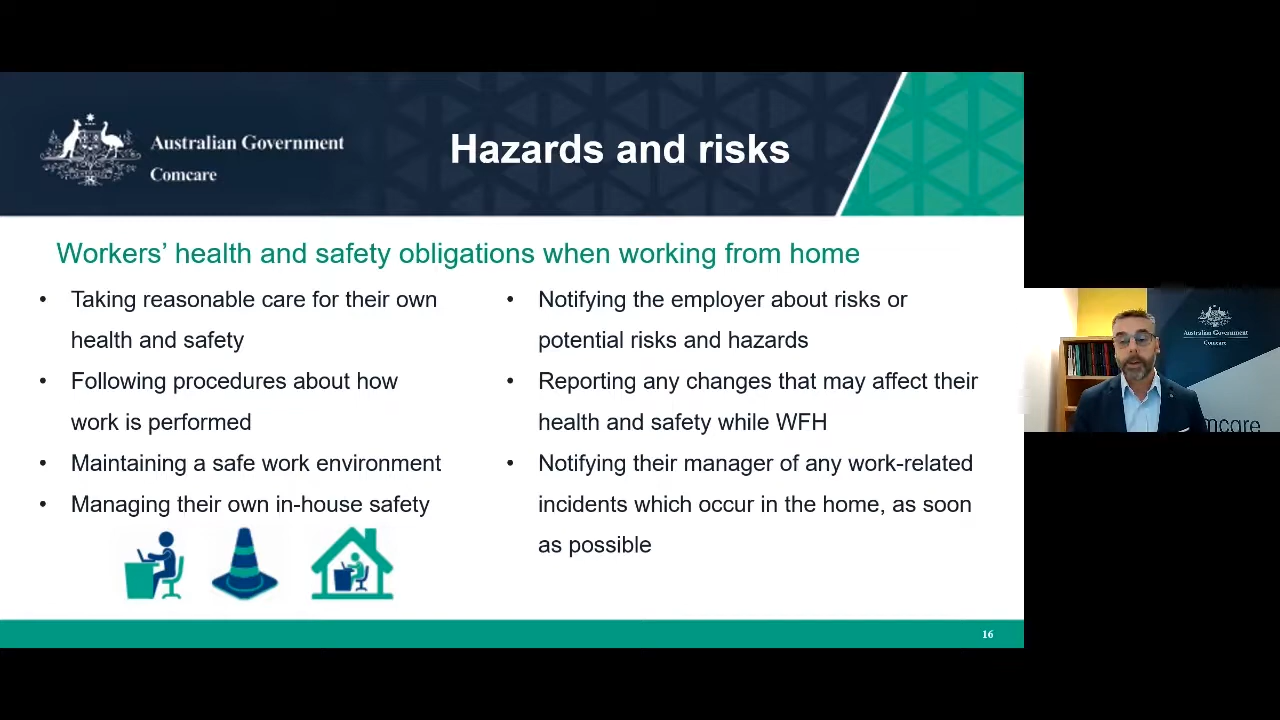 Australian Government
Comcare
Hazards and risks
Workers’ health and safety obligations when working from home
• Taking reasonable care for their own
health and safety
• Following procedures about how
work is performed
• Maintaining a safe work environment
• Managing their own in-house safety
• Notifying the employer about risks or
potential risks and hazards
• Reporting any changes that may affect their
health and safety while WFH
• Notifying their manager of any work-related
incidents which occur in the home, as soon
as possible
16
Australian Government
Comcare
mcare